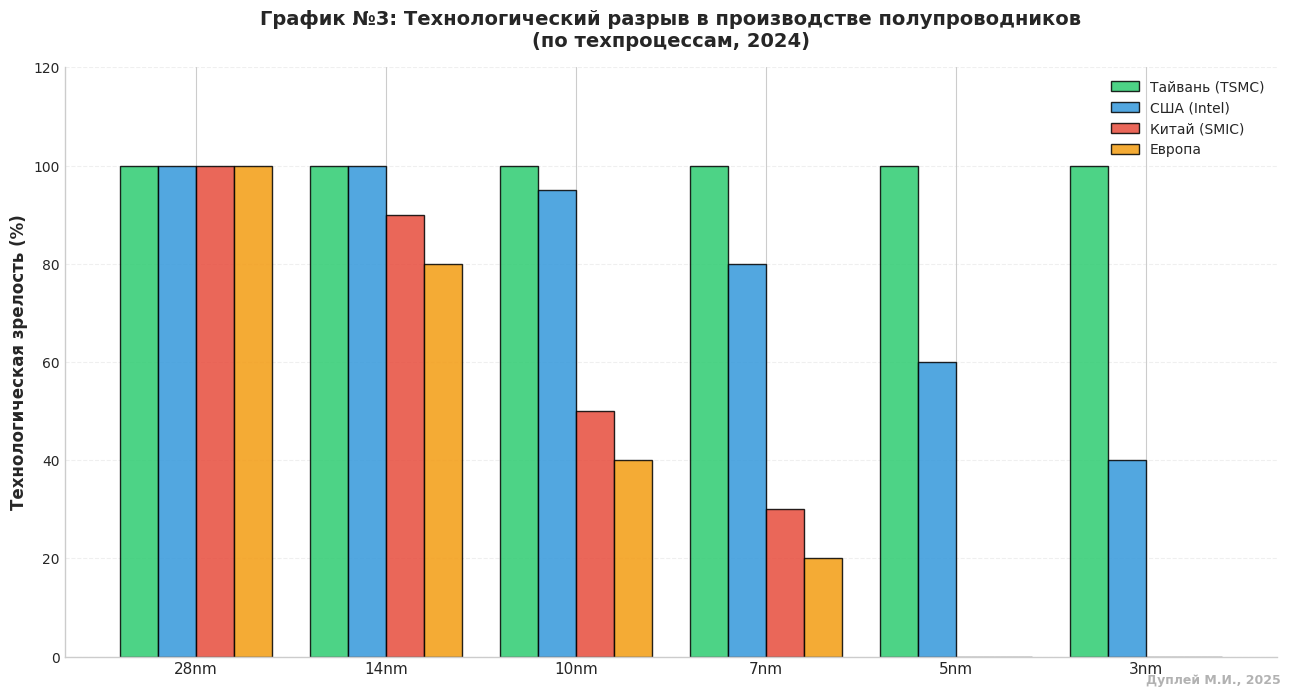 График №3: Технологический разрыв в производстве полупроводников
(по техпроцессам, 2024)
Технологическая зрелость (%)
120
100
80
60
40
20
0
Тайвань (TSMC)
США (Intel)
Китай (SMIC)
Европа
28nm 14nm 10nm 7nm 5nm 3nm
Дуплей М.И., 2025